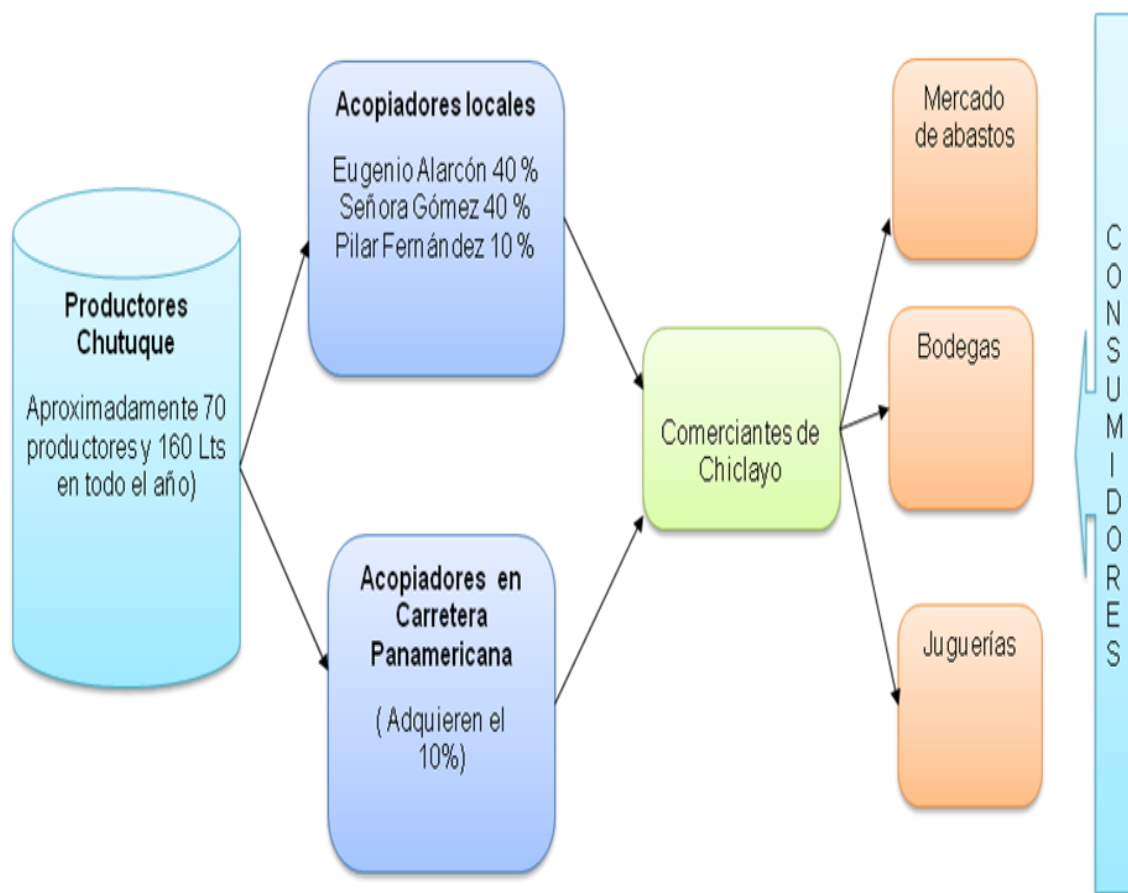 Productores
Chutuque
Aproximadamente 70
productores y 160 Lts
en todo el año)
Acopiadores locales
Eugenio Alarcón 40 %
Señora Gómez 40 %
Pilar Fernández 10 %
Acopiadores en
Carretera
Panamericana
( Adquieren el
10%)
Comerciantes de
Chiclayo
Mercado
de abastos
Bodegas
Juguerías
CONSUMIDORES